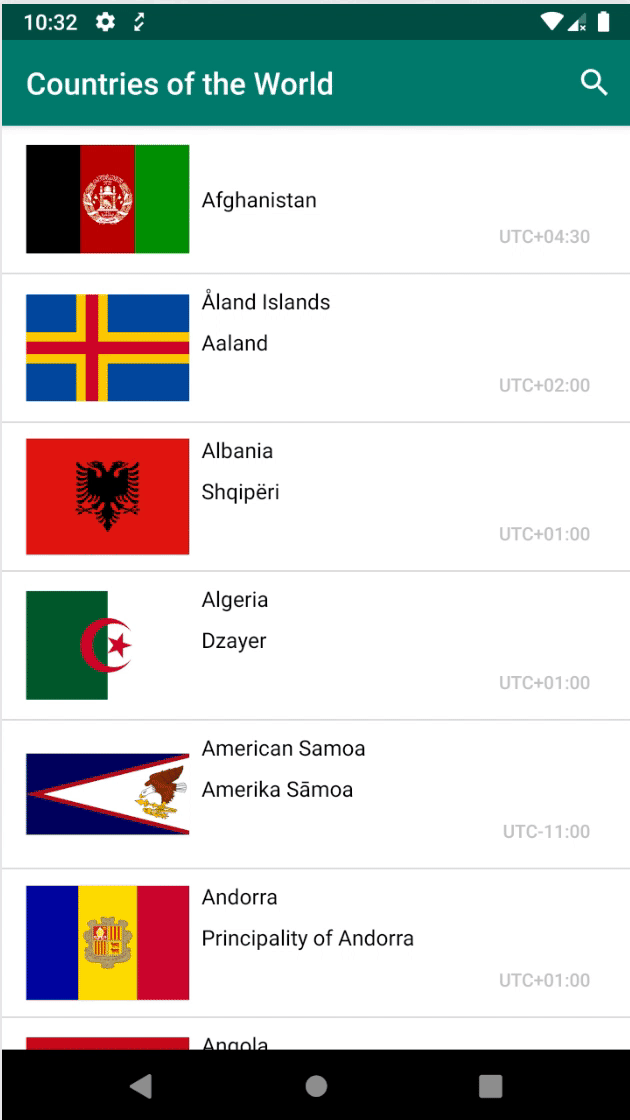 10:32
Countries of the World
Afghanistan
UTC+04:30
Åland Islands
Aaland
UTC+02:00
Albania
Shqipëri
UTC+01:00
Algeria
Dzayer
UTC+01:00
American Samoa
Amerika Sāmoa
UTC-11:00
Andorra
Principality of Andorra
UTC+01:00
Angola